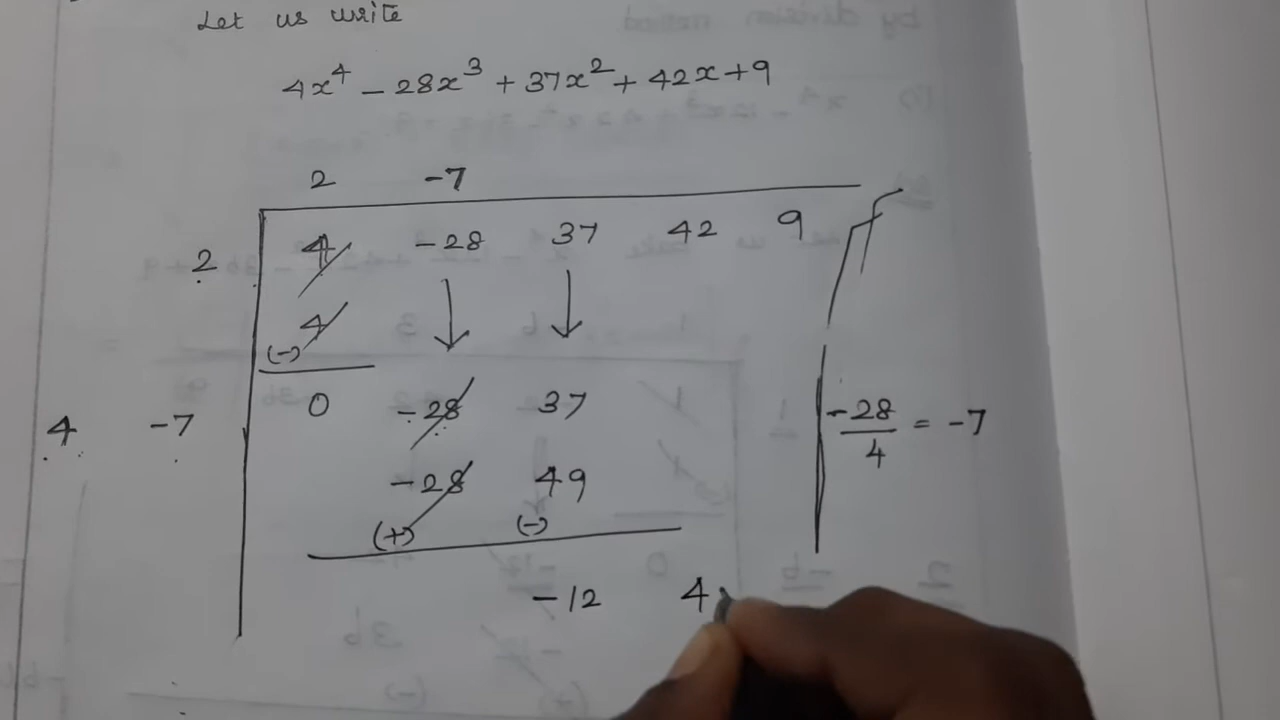 Let us write
4x⁴ - 28x³ + 37x² + 42x + 9
2 -7
2 4 -28 37 42 9
4
(-)
0 -28 37
4 -7
-28/4 = -7
-28 49
(+) (-)
-12 4